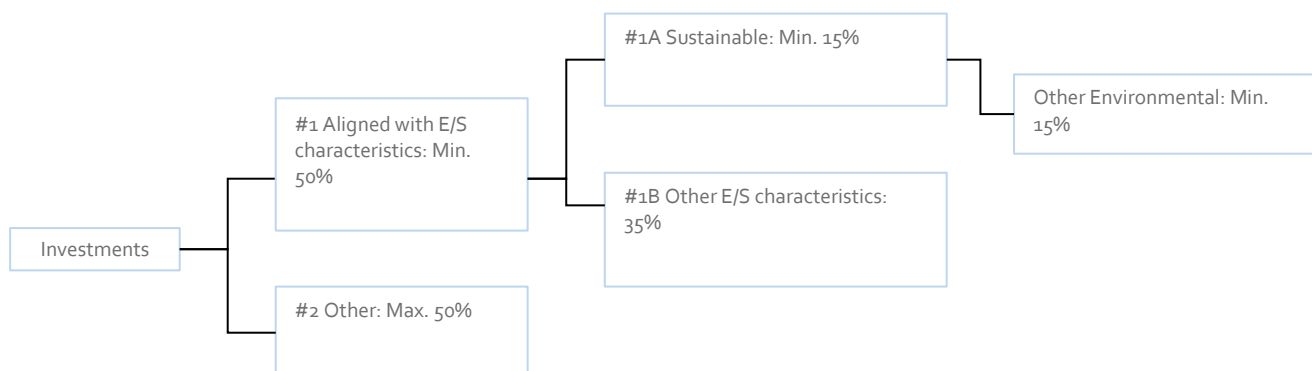 #1A Sustainable: Min. 15%
Other Environmental: Min.
15%
#1 Aligned with E/S
characteristics: Min.
50%
#1B Other E/S characteristics:
35%
Investments
#2 Other: Max. 50%